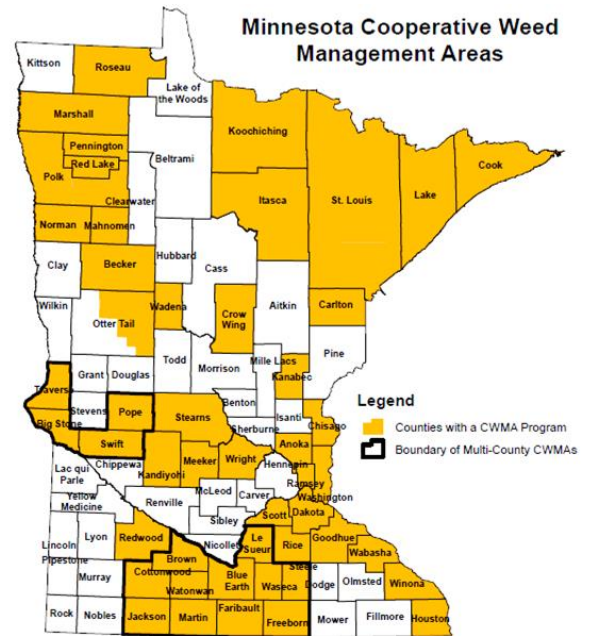 Minnesota Cooperative Weed
Management Areas
Kittson
Roseau
Lake of
the Woods
Marshall
Koochiching
Pennington
Red Lake
Beltrami
Polk
Clearwater
Itasca
St. Louis
Lake
Cook
Norman
Mahnomen
Hubbard
Cass
Clay
Becker
Wilkin
Otter Tail
Wadena
Crow
Wing
Aitkin
Carlton
Todd
Morrison
Mille Lacs
Kanabec
Pine
Grant
Douglas
Traverse
Stevens
Pope
Stearns
Benton
Isanti
Sherburne
Chisago
Big Stone
Swift
Anoka
Legend
Counties with a CWMA Program
Boundary of Multi-County CWMAs
Lac qui
Parle
Chippewa
Kandiyohi
Meeker
Wright
Hennepin
Ramsey
Washington
Yellow
Medicine
Renville
McLeod
Carver
Scott
Dakota
Sibley
Lincoln
Lyon
Redwood
Nicollet
Le
Sueur
Rice
Goodhue
Wabasha
Pipestone
Murray
Cottonwood
Brown
Watonwan
Blue
Earth
Waseca
Steele
Dodge
Olmsted
Winona
Rock
Nobles
Jackson
Martin
Faribault
Freeborn
Mower
Fillmore
Houston